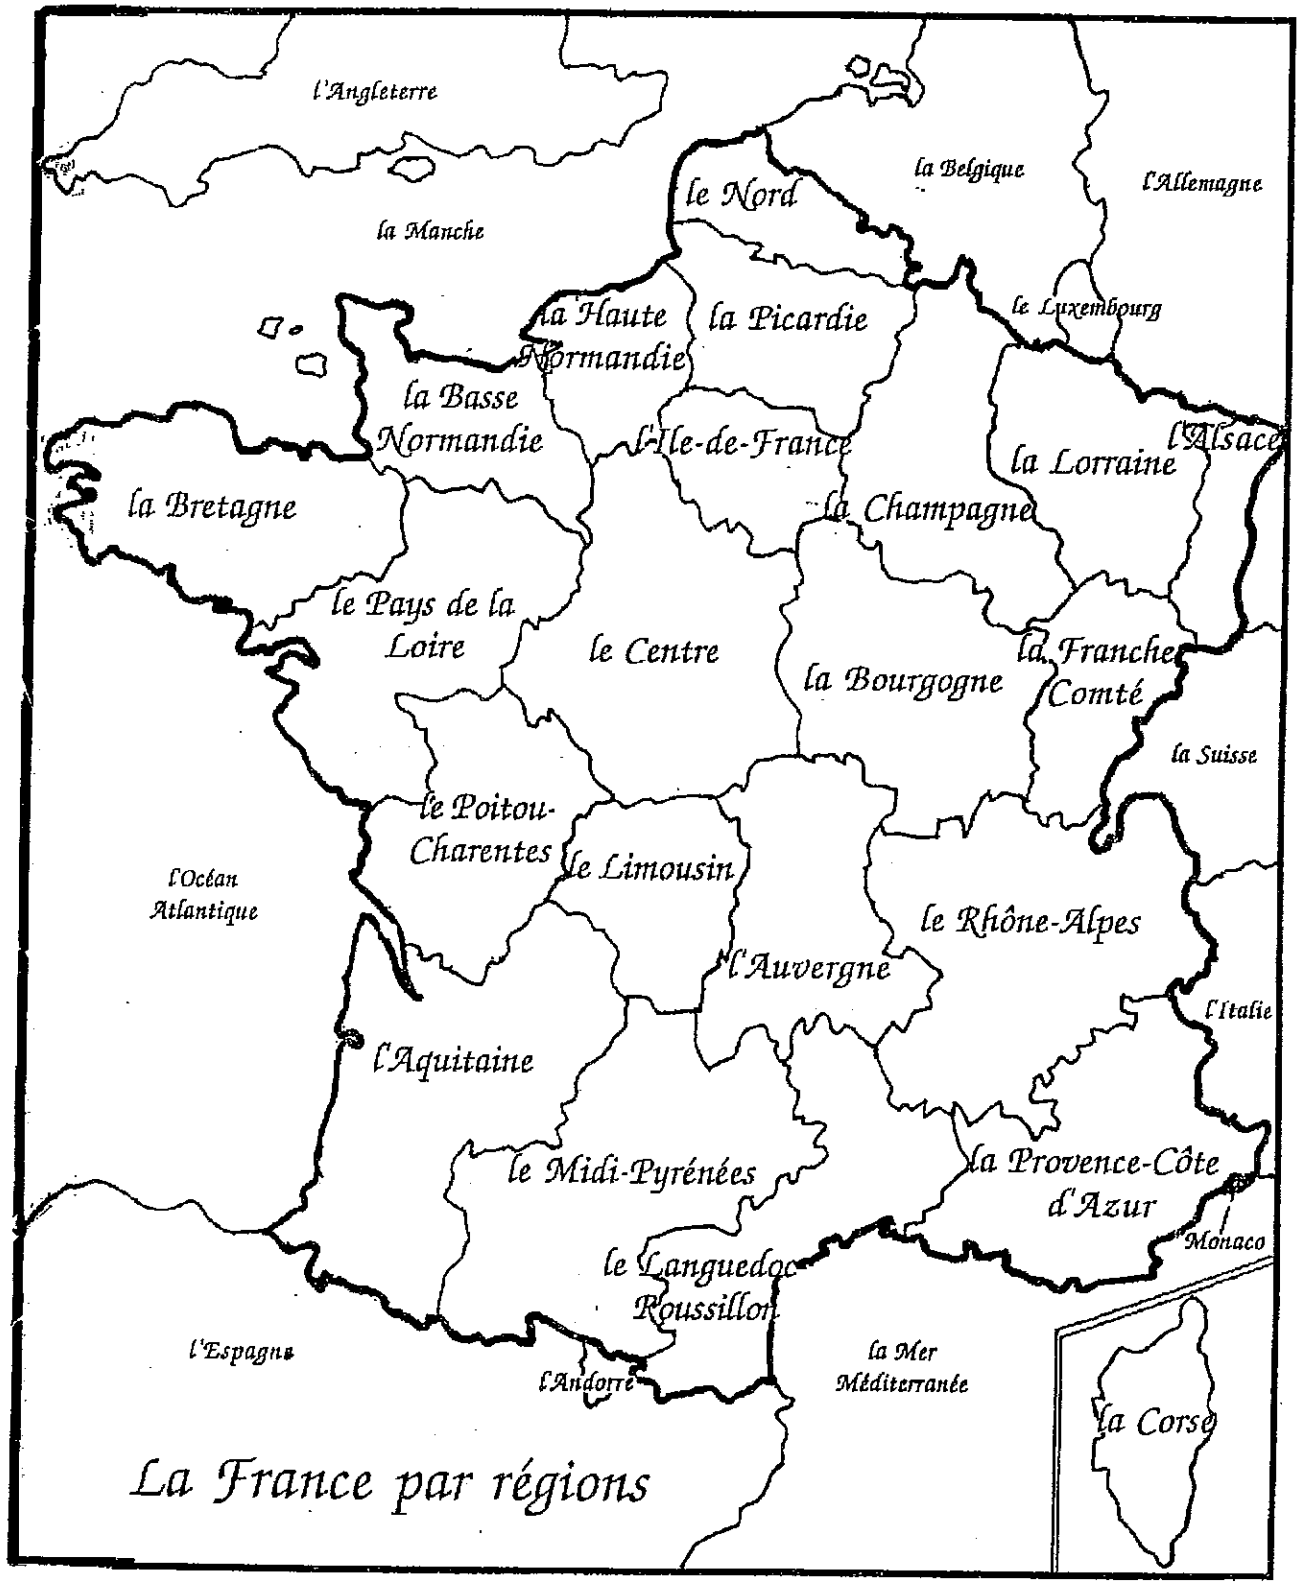 l'Angleterre
la Belgique
l'Allemagne
le Nord
la Manche
le Luxembourg
la Haute
Normandie
la Picardie
la Basse
Normandie
l'Ile-de-France
l'Alsace
la Lorraine
la Bretagne
la Champagne
le Pays de la
Loire
le Centre
la Bourgogne
la Franche
Comté
la Suisse
le Poitou-
Charentes
le Limousin
l'Océan
Atlantique
le Rhône-Alpes
l'Auvergne
l'Italie
l'Aquitaine
le Midi-Pyrénées
la Provence-Côte
d'Azur
Monaco
le Languedoc
Roussillon
l'Espagne
l'Andorre
la Mer
Méditerranée
la Corse
La France par régions